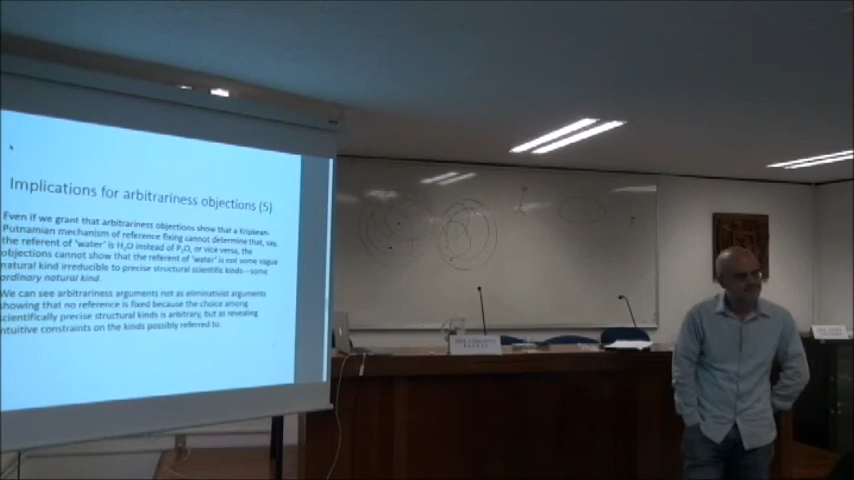 Implications for arbitrariness objections (5)
Even if we grant that arbitrariness objections show that a Kripkean-
Putnamian mechanism of reference fixing cannot determine that, say,
the referent of 'water' is H₂O instead of P₂O, or vice versa, the
objections cannot show that the referent of 'water' is not some vague
natural kind irreducible to precise structural scientific kinds--some
ordinary natural kind.
We can see arbitrariness arguments not as eliminativist arguments
showing that no reference is fixed because the choice among
scientifically precise structural kinds is arbitrary, but as revealing
intuitive constraints on the kinds possibly referred to.